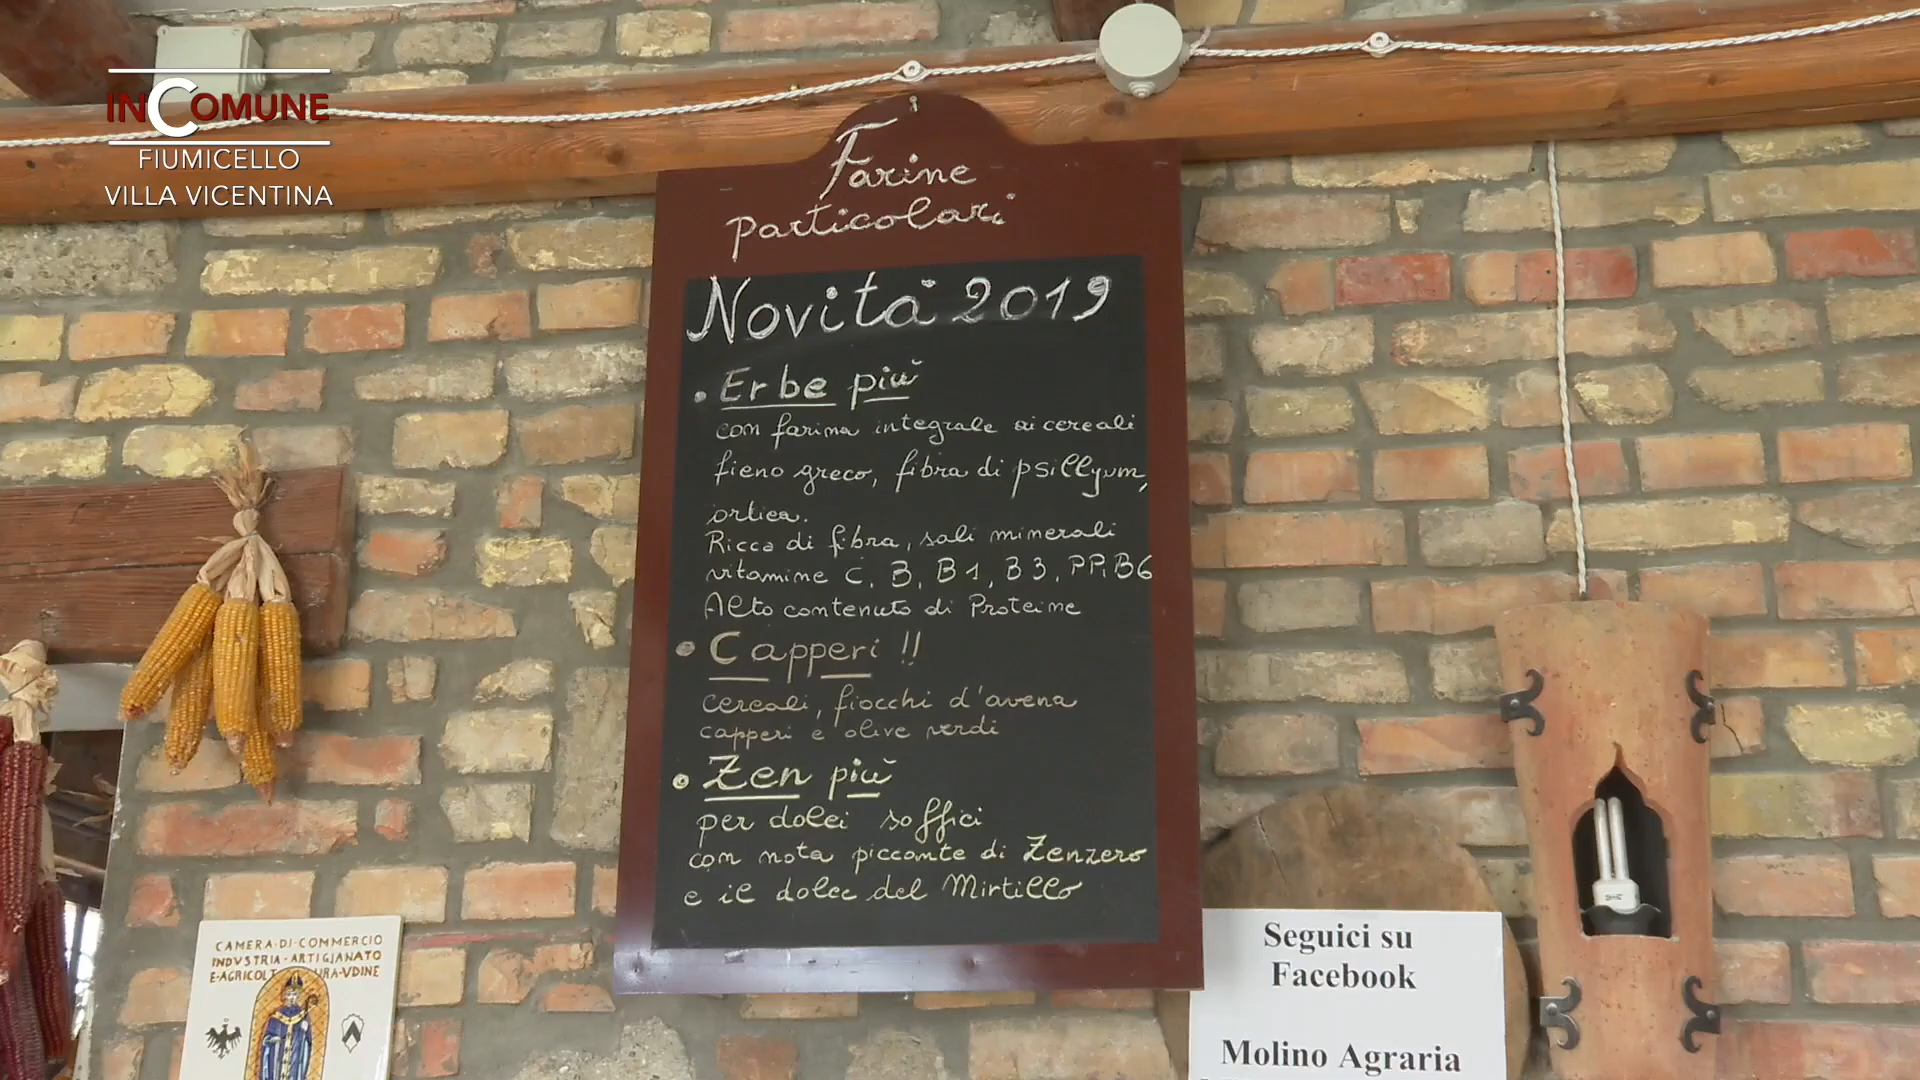 INCOMUNE
FIUMICELLO
VILLA VICENTINA
Farine
particolari
Novità 2019
• Erbe più
con farina integrale ai cereali
fieno greco, fibra di psillyum,
ortica.
Ricca di fibra, sali minerali
vitamine C, B, B1, B3, PP, B6
Alto contenuto di Proteine
• Capperi !!
cereali, fiocchi d'avena
capperi e olive verdi
• Zen più
per dolci soffici
con nota piccante di Zenzero
e il dolce del Mirtillo
CAMERA·DI·COMMERCIO
INDVSTRIA·ARTIGIANATO
E·AGRICOLTURA·VDINE
Seguici su
Facebook
Molino Agraria